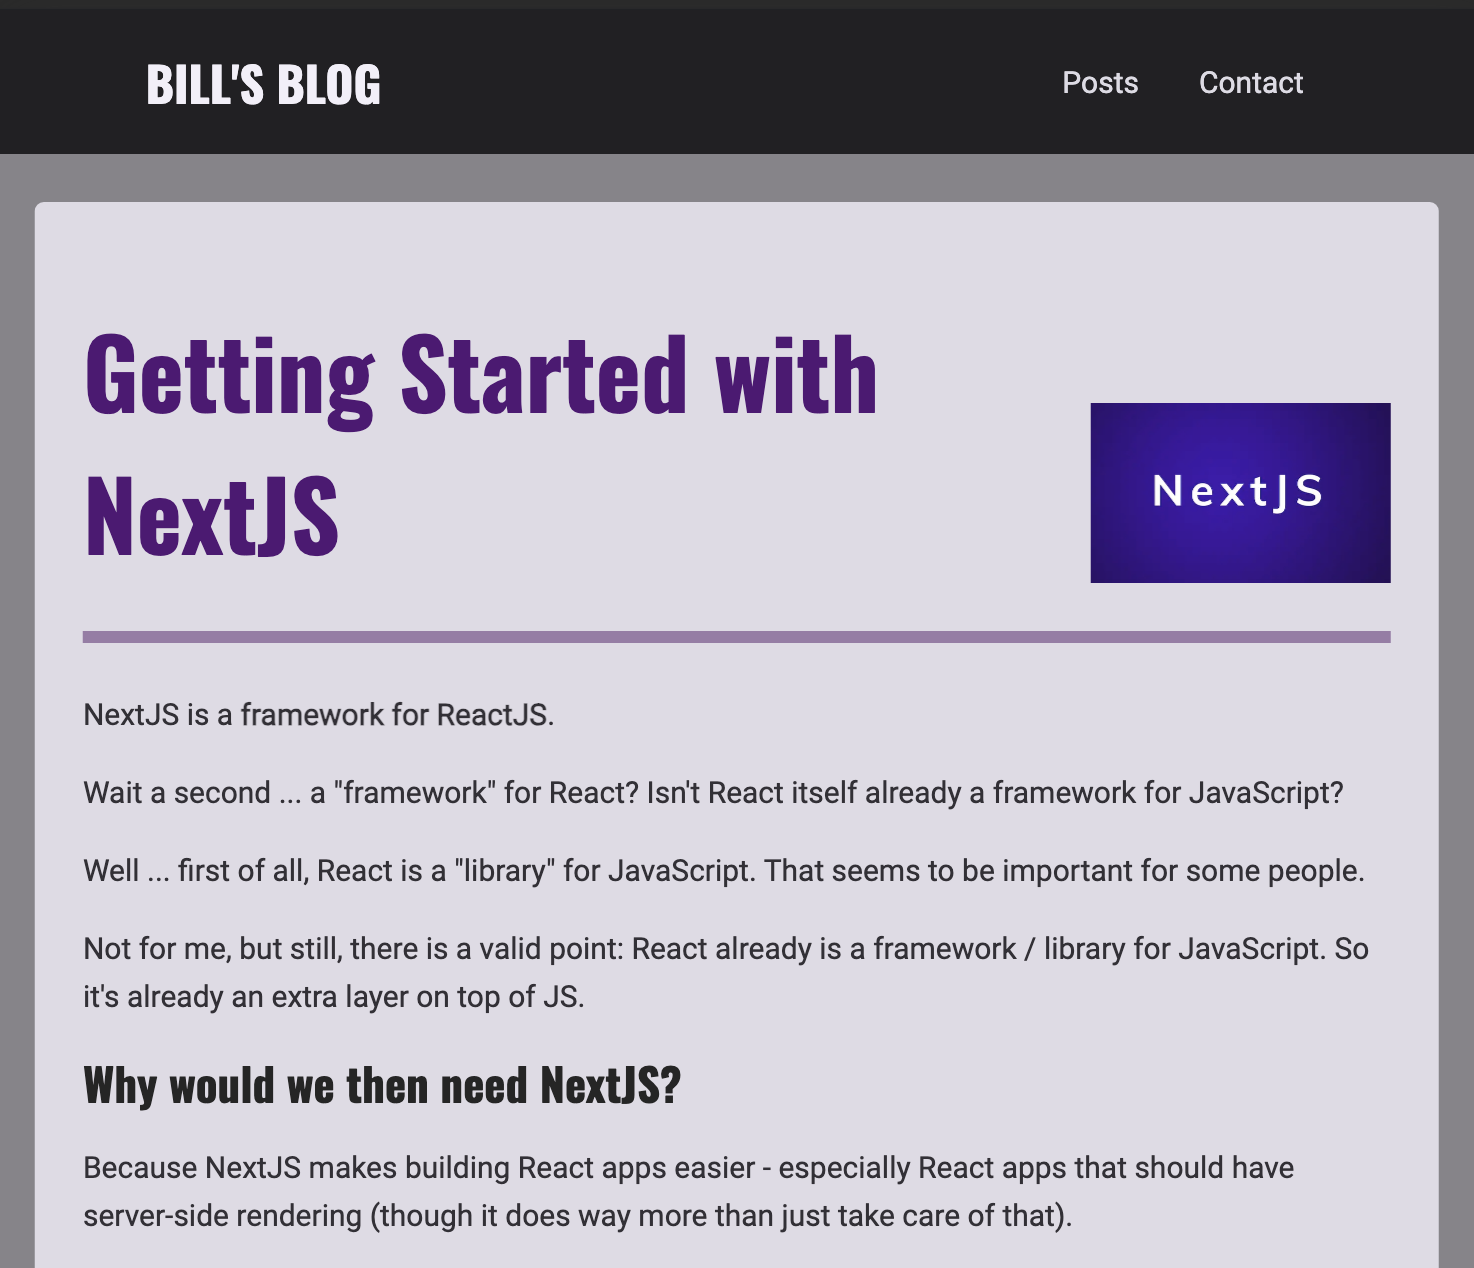 BILL'S BLOG
Posts
Contact
Getting Started with
NextJS
NextJS
NextJS is a framework for ReactJS.
Wait a second ... a "framework" for React? Isn't React itself already a framework for JavaScript?
Well ... first of all, React is a "library" for JavaScript. That seems to be important for some people.
Not for me, but still, there is a valid point: React already is a framework / library for JavaScript. So
it's already an extra layer on top of JS.
Why would we then need NextJS?
Because NextJS makes building React apps easier - especially React apps that should have
server-side rendering (though it does way more than just take care of that).